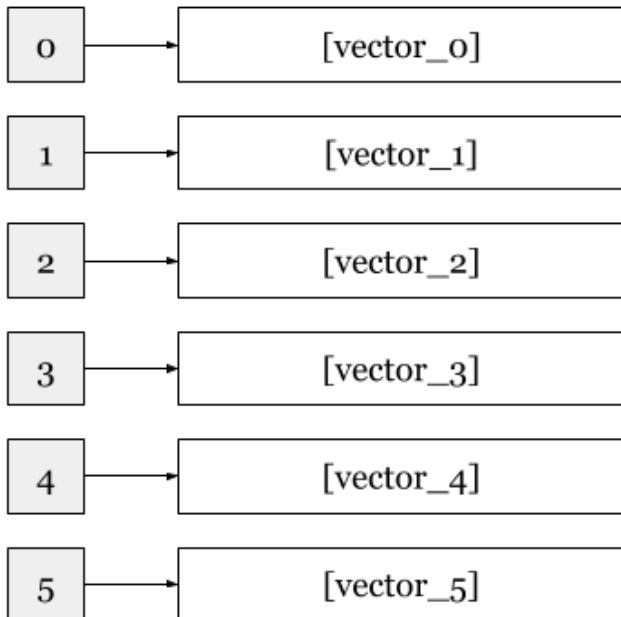 0 [vector_0]
1 [vector_1]
2 [vector_2]
3 [vector_3]
4 [vector_4]
5 [vector_5]